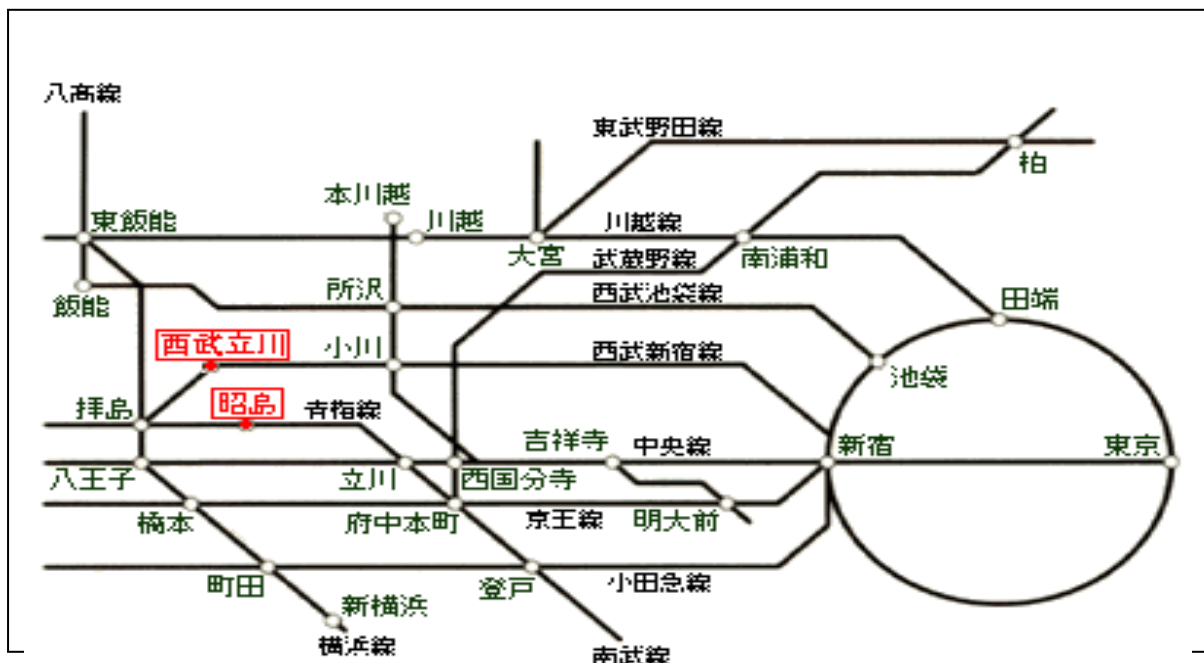 八高線
東武野田線
柏
本川越
東飯能
川越
川越線
大宮
武蔵野線
南浦和
飯能
所沢
西武池袋線
田端
西武立川
小川
西武新宿線
池袋
拝島
昭島
青梅線
吉祥寺
中央線
新宿
東京
八王子
立川
西国分寺
橋本
府中本町
京王線
明大前
町田
登戸
小田急線
新横浜
横浜線
南武線